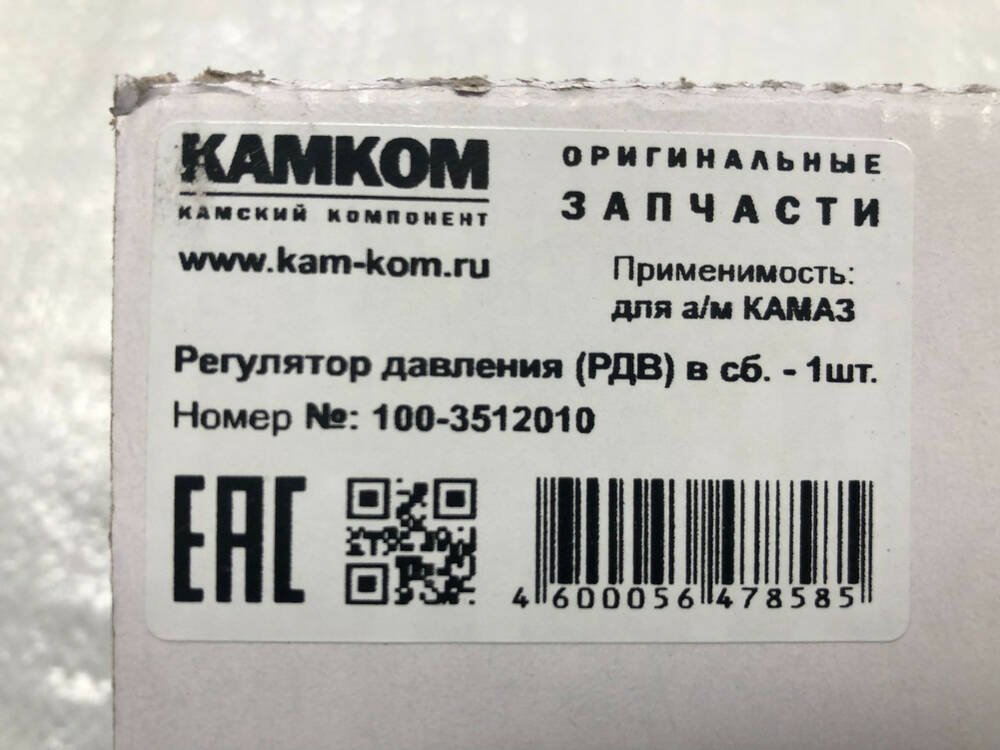 КАМКОМ
КАМСКИЙ КОМПОНЕНТ
www.kam-kom.ru
ОРИГИНАЛЬНЫЕ
ЗАПЧАСТИ
Применимость:
для а/м КАМАЗ
Регулятор давления (РДВ) в сб. - 1шт.
Номер №: 100-3512010
EAC
4 600056 478585